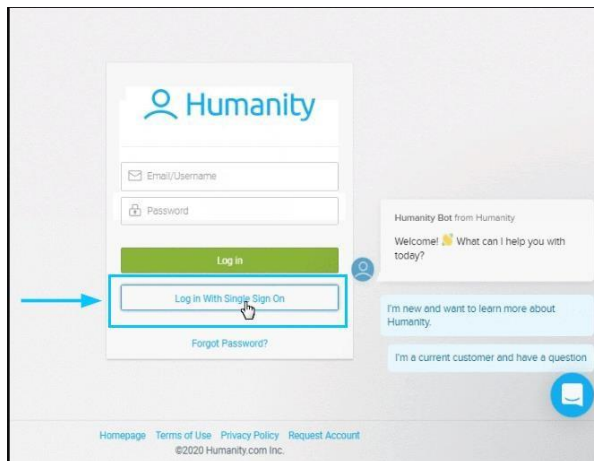 Humanity
Email/Username
Password
Log in
Log in With Single Sign On
Forgot Password?
Humanity Bot from Humanity
Welcome! 👋 What can I help you with
today?
I'm new and want to learn more about
Humanity.
I'm a current customer and have a question
Homepage Terms of Use Privacy Policy Request Account
©2020 Humanity.com Inc.